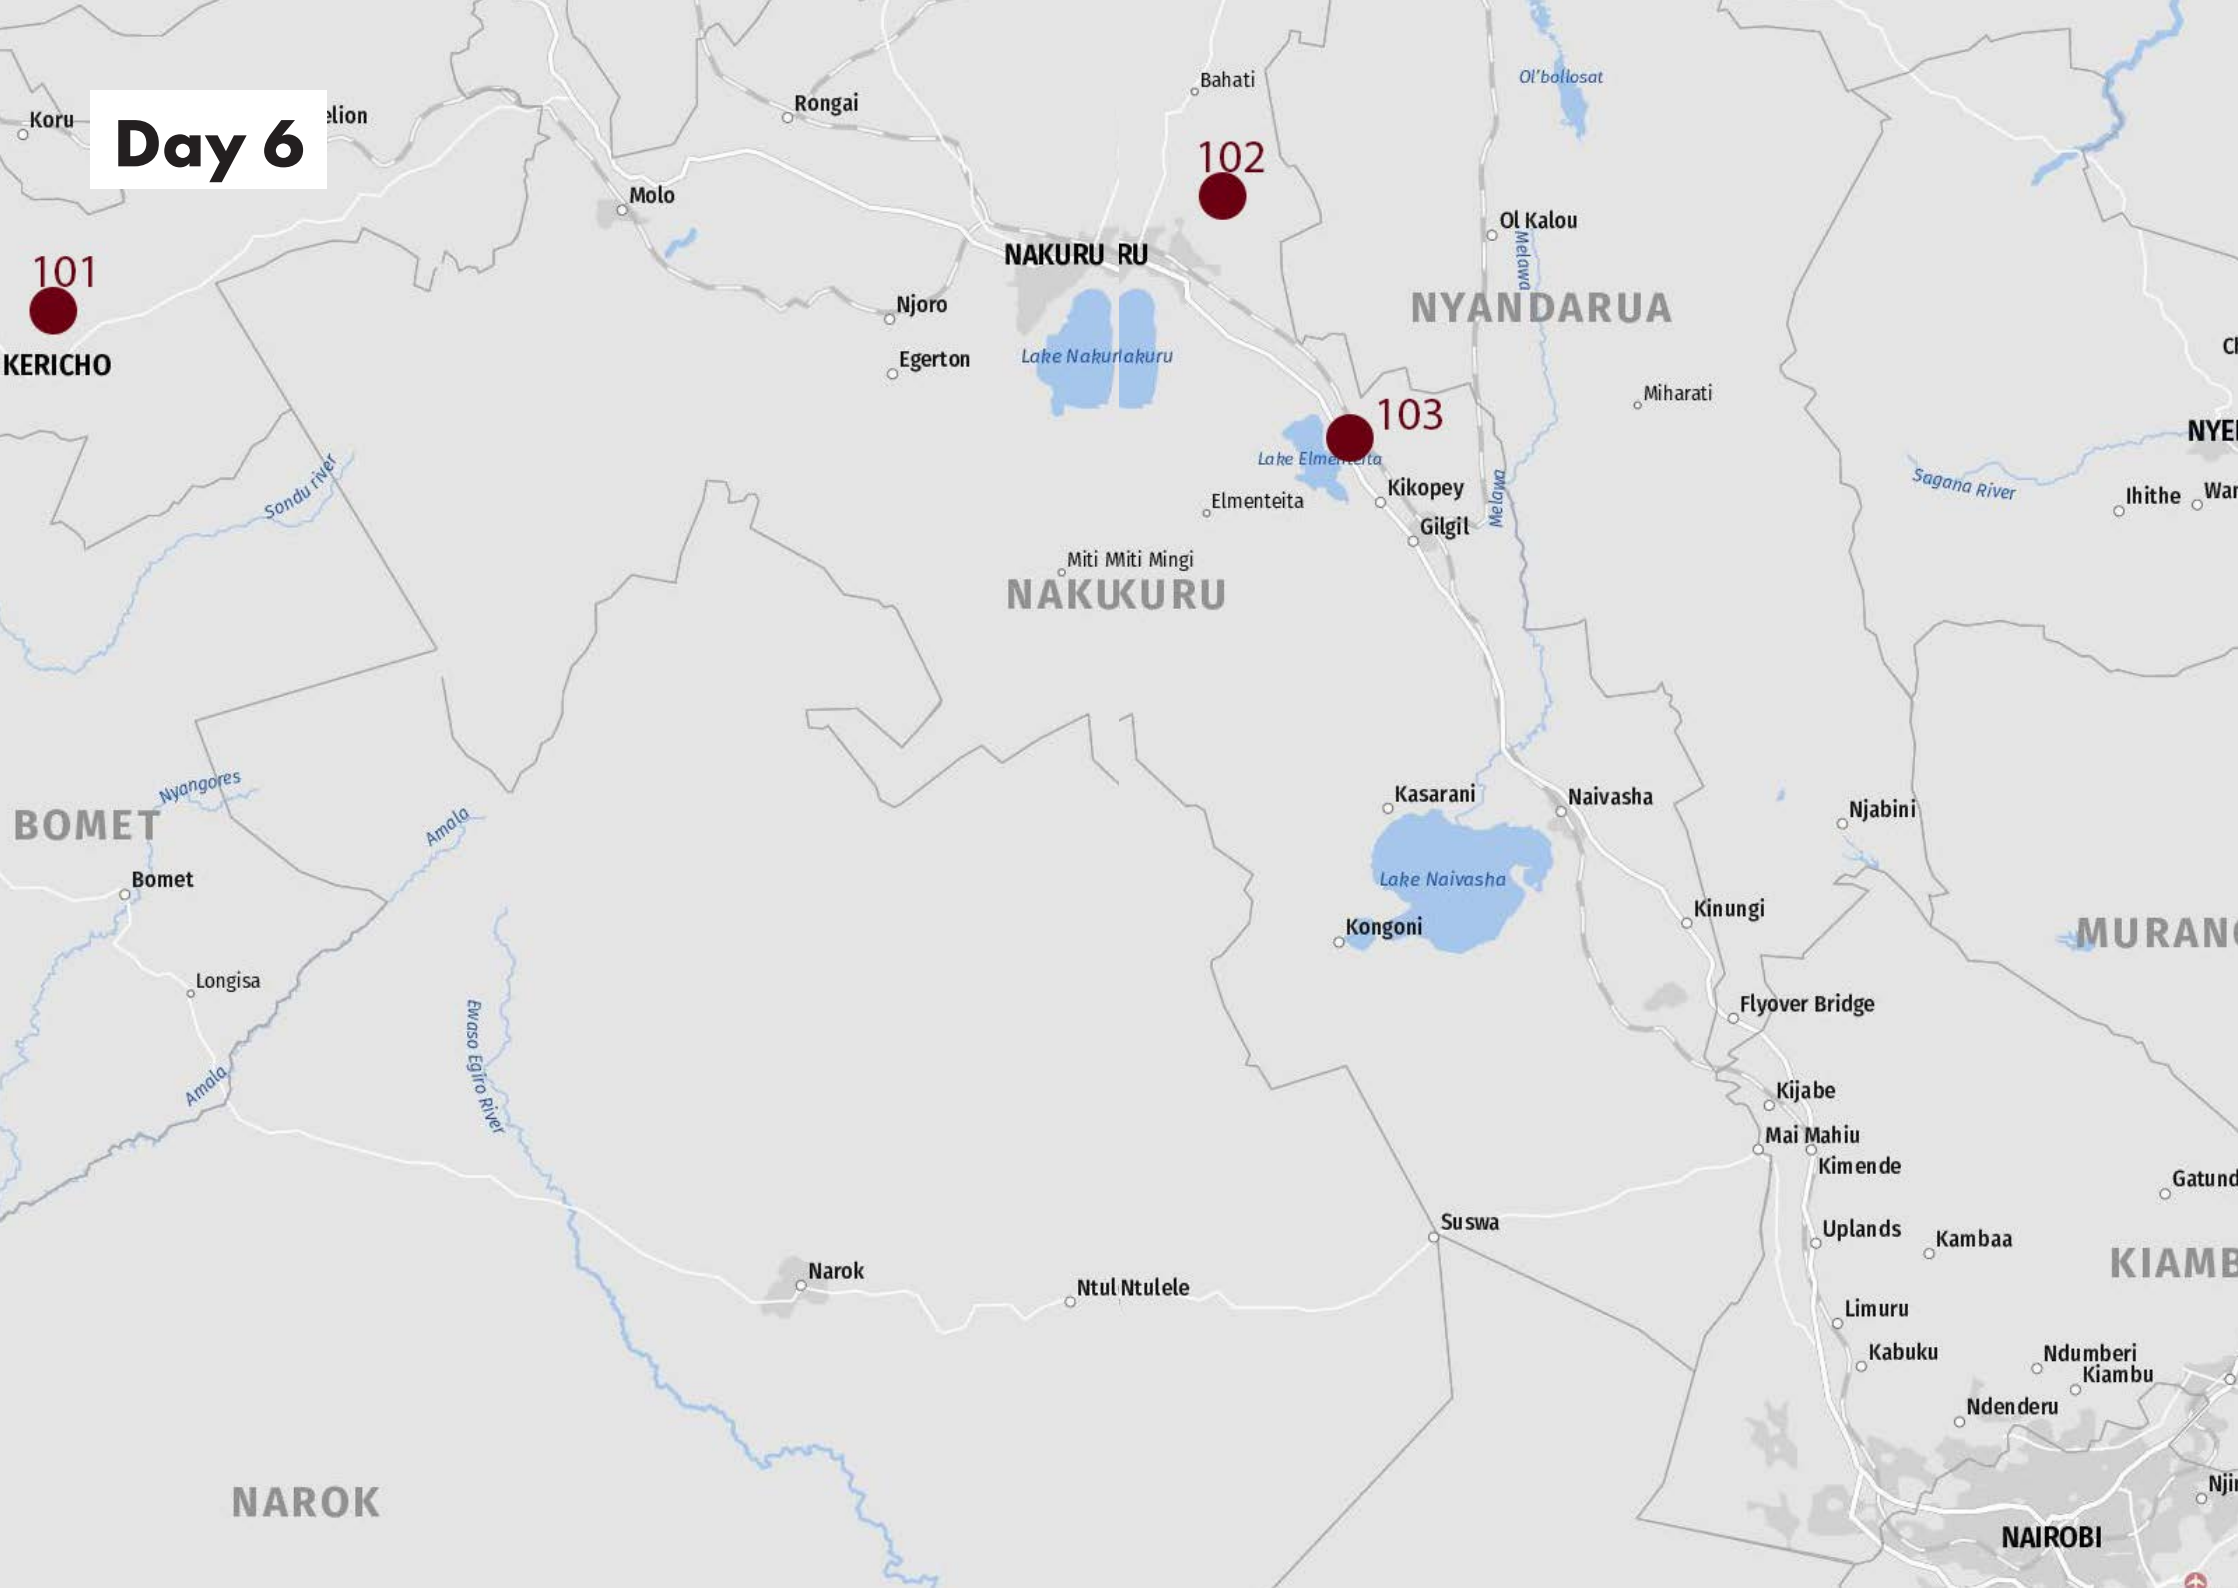 Day 6
Koru
elion
Rongai
Bahati
Ol'bollosat
102
Molo
101
NAKURU RU
Ol Kalou
Melawa
NYANDARUA
Njoro
Lake Nakurlakuru
Egerton
KERICHO
Miharati
103
NYE
Lake Elmenteita
Kikopey
Sondu river
Elmenteita
Melawa
Sagana River
Ihithe
War
Gilgil
Miti MMiti Mingi
NAKUKURU
Nyangores
Kasarani
Naivasha
BOMET
Amala
Njabini
Bomet
Lake Naivasha
Kinungi
Kongoni
MURANG
Longisa
Flyover Bridge
Ewaso Egiro River
Amala
Kijabe
Mai Mahiu
Kimende
Gatund
Suswa
Uplands
Kambaa
KIAMB
Narok
Ntul Ntulele
Limuru
Kabuku
Ndumberi
Kiambu
Ndenderu
NAROK
Njir
NAIROBI